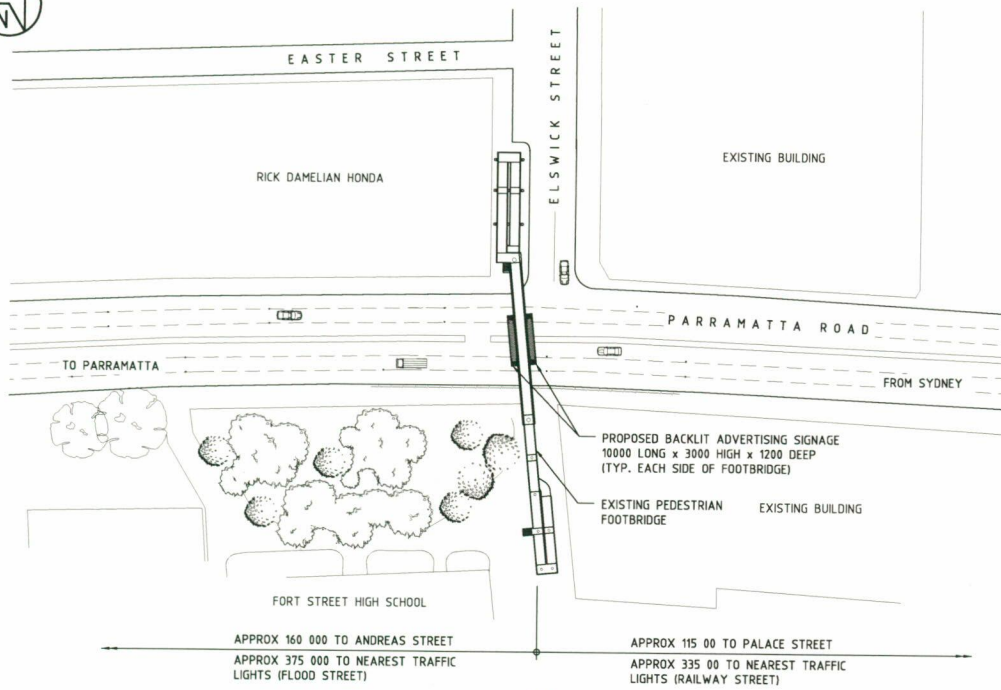 N
EASTER STREET
ELSWICK STREET
RICK DAMELIAN HONDA
EXISTING BUILDING
PARRAMATTA ROAD
TO PARRAMATTA
FROM SYDNEY
PROPOSED BACKLIT ADVERTISING SIGNAGE
10000 LONG x 3000 HIGH x 1200 DEEP
(TYP. EACH SIDE OF FOOTBRIDGE)
EXISTING PEDESTRIAN
FOOTBRIDGE
EXISTING BUILDING
FORT STREET HIGH SCHOOL
APPROX 160 000 TO ANDREAS STREET
APPROX 375 000 TO NEAREST TRAFFIC
LIGHTS (FLOOD STREET)
APPROX 115 00 TO PALACE STREET
APPROX 335 00 TO NEAREST TRAFFIC
LIGHTS (RAILWAY STREET)